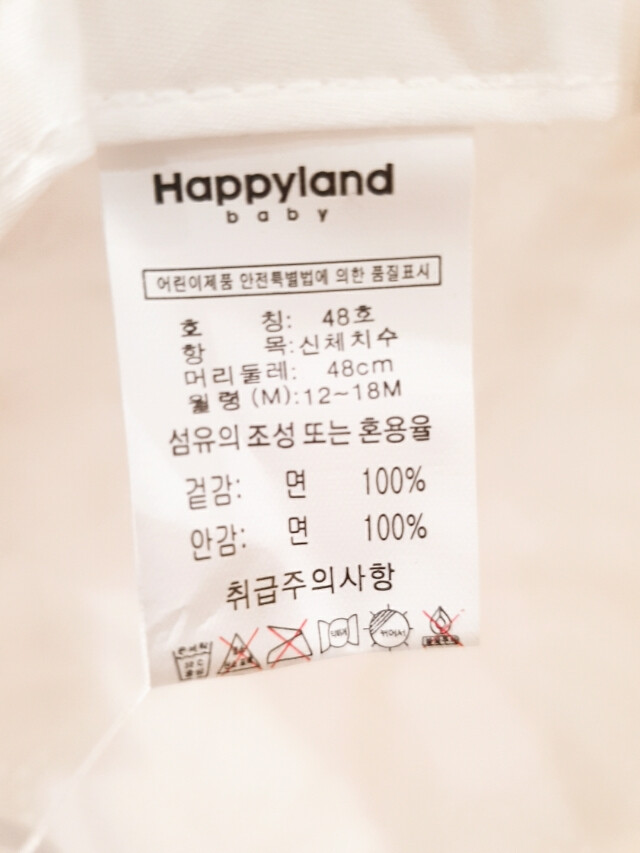 Happyland
baby
어린이제품 안전특별법에 의한 품질표시
호 칭: 48호
항 목:신체치수
머리둘레: 48cm
월령(M):12~18M
섬유의 조성 또는 혼용율
겉감: 면 100%
안감: 면 100%
취급주의사항
손세탁